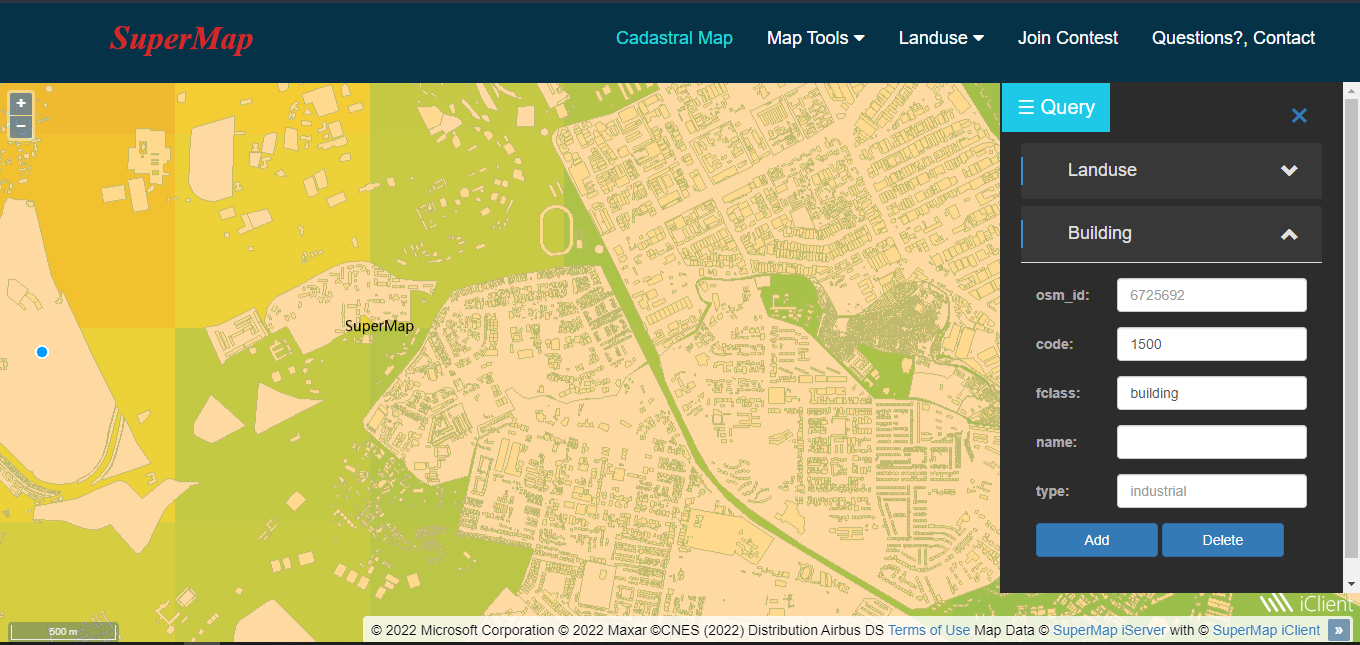 SuperMap
Cadastral Map Map Tools Landuse Join Contest Questions?, Contact
+
−
☰ Query
×
Landuse
Building
osm_id: 6725692
code: 1500
fclass: building
name:
type: industrial
Add Delete
SuperMap
iClient
500 m
© 2022 Microsoft Corporation © 2022 Maxar ©CNES (2022) Distribution Airbus DS Terms of Use Map Data © SuperMap iServer with © SuperMap iClient »